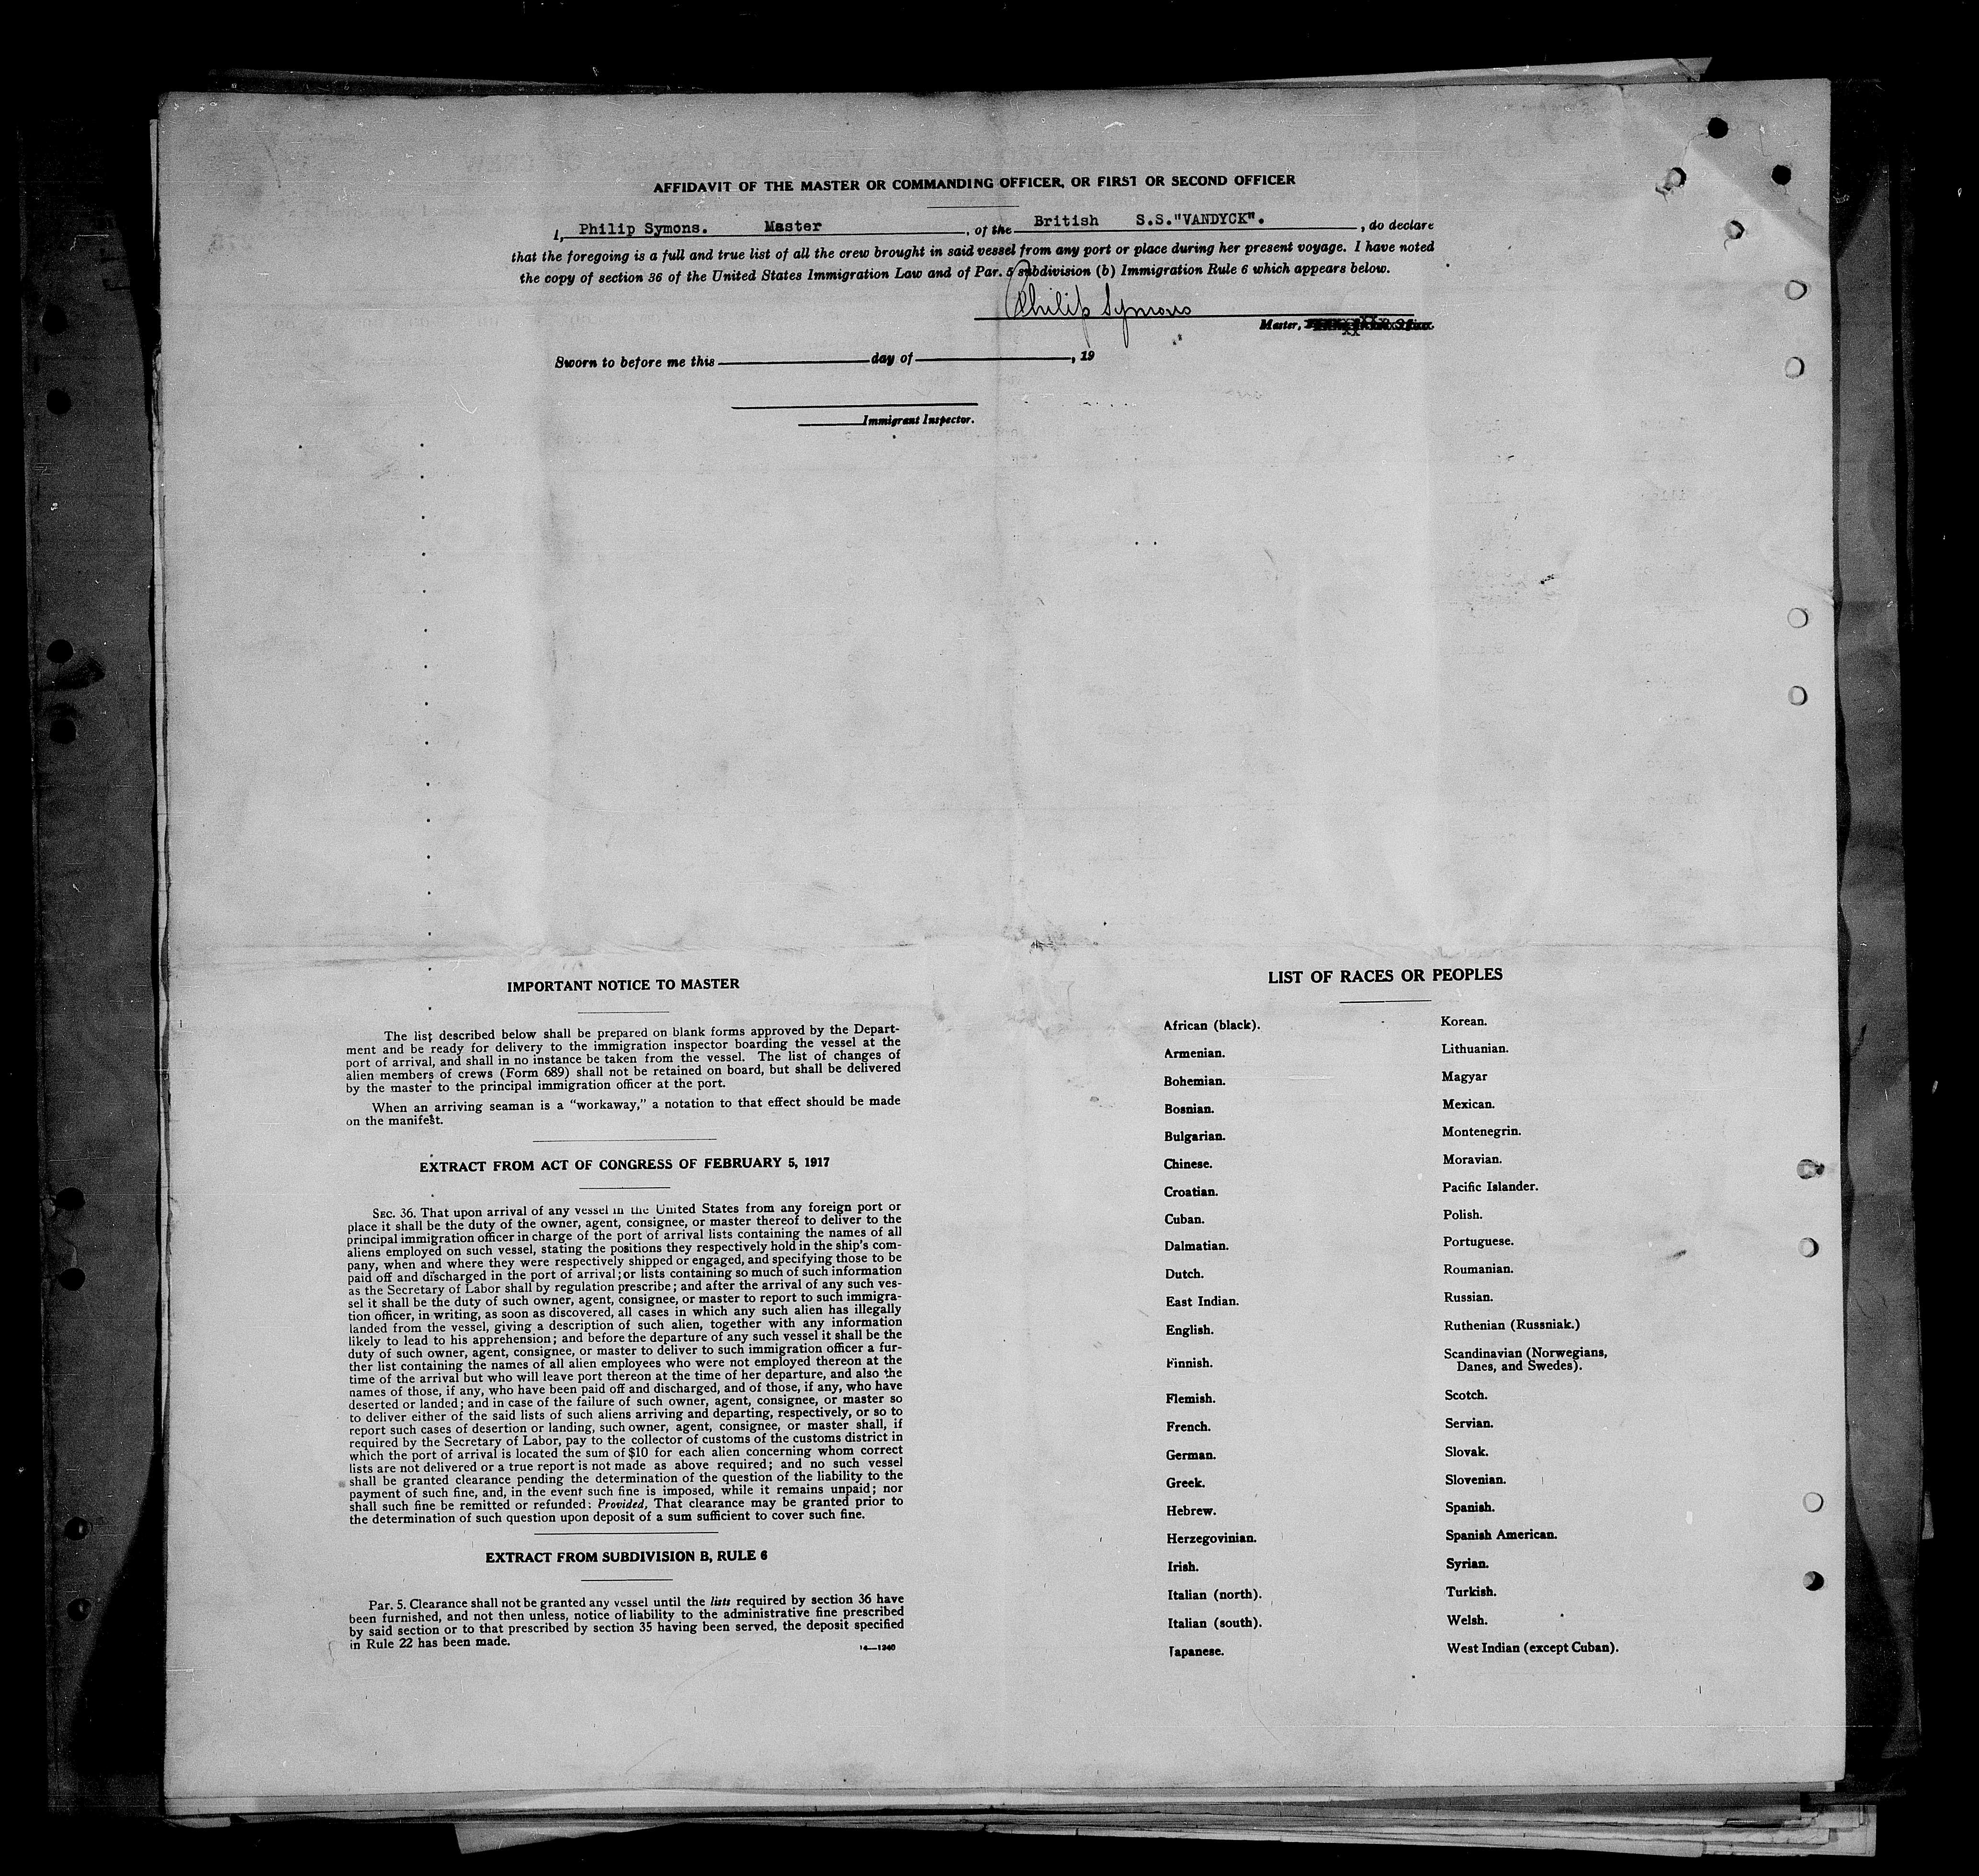 AFFIDAVIT OF THE MASTER OR COMMANDING OFFICER, OR FIRST OR SECOND OFFICER
I, Philip Symons. Master , of the British S.S."VANDYCK". , do declare
that the foregoing is a full and true list of all the crew brought in said vessel from any port or place during her present voyage. I have noted
the copy of section 36 of the United States Immigration Law and of Par. 5 subdivision (b) Immigration Rule 6 which appears below.
Philip Symons
Master,
Sworn to before me this day of , 19
Immigrant Inspector.
IMPORTANT NOTICE TO MASTER
The list described below shall be prepared on blank forms approved by the Depart-
ment and be ready for delivery to the immigration inspector boarding the vessel at the
port of arrival, and shall in no instance be taken from the vessel. The list of changes of
alien members of crews (Form 689) shall not be retained on board, but shall be delivered
by the master to the principal immigration officer at the port.
When an arriving seaman is a "workaway," a notation to that effect should be made
on the manifest.
EXTRACT FROM ACT OF CONGRESS OF FEBRUARY 5, 1917
SEC. 36. That upon arrival of any vessel in the United States from any foreign port or
place it shall be the duty of the owner, agent, consignee, or master thereof to deliver to the
principal immigration officer in charge of the port of arrival lists containing the names of all
aliens employed on such vessel, stating the positions they respectively hold in the ship's com-
pany, when and where they were respectively shipped or engaged, and specifying those to be
paid off and discharged in the port of arrival; or lists containing so much of such information
as the Secretary of Labor shall by regulation prescribe; and after the arrival of any such ves-
sel it shall be the duty of such owner, agent, consignee, or master to report to such immigra-
tion officer, in writing, as soon as discovered, all cases in which any such alien has illegally
landed from the vessel, giving a description of such alien, together with any information
likely to lead to his apprehension; and before the departure of any such vessel it shall be the
duty of such owner, agent, consignee, or master to deliver to such immigration officer a fur-
ther list containing the names of all alien employees who were not employed thereon at the
time of the arrival but who will leave port thereon at the time of her departure, and also the
names of those, if any, who have been paid off and discharged, and of those, if any, who have
deserted or landed; and in case of the failure of such owner, agent, consignee, or master so
to deliver either of the said lists of such aliens arriving and departing, respectively, or so to
report such cases of desertion or landing, such owner, agent, consignee, or master shall, if
required by the Secretary of Labor, pay to the collector of customs of the customs district in
which the port of arrival is located the sum of $10 for each alien concerning whom correct
lists are not delivered or a true report is not made as above required; and no such vessel
shall be granted clearance pending the determination of the question of the liability to the
payment of such fine, and, in the event such fine is imposed, while it remains unpaid; nor
shall such fine be remitted or refunded: Provided, That clearance may be granted prior to
the determination of such question upon deposit of a sum sufficient to cover such fine.
EXTRACT FROM SUBDIVISION B, RULE 6
Par. 5. Clearance shall not be granted any vessel until the lists required by section 36 have
been furnished, and not then unless, notice of liability to the administrative fine prescribed
by said section or to that prescribed by section 35 having been served, the deposit specified
in Rule 22 has been made.
14—1240
LIST OF RACES OR PEOPLES
African (black).
Armenian.
Bohemian.
Bosnian.
Bulgarian.
Chinese.
Croatian.
Cuban.
Dalmatian.
Dutch.
East Indian.
English.
Finnish.
Flemish.
French.
German.
Greek.
Hebrew.
Herzegovinian.
Irish.
Italian (north).
Italian (south).
Japanese.
Korean.
Lithuanian.
Magyar
Mexican.
Montenegrin.
Moravian.
Pacific Islander.
Polish.
Portuguese.
Roumanian.
Russian.
Ruthenian (Russniak.)
Scandinavian (Norwegians,
Danes, and Swedes).
Scotch.
Servian.
Slovak.
Slovenian.
Spanish.
Spanish American.
Syrian.
Turkish.
Welsh.
West Indian (except Cuban).